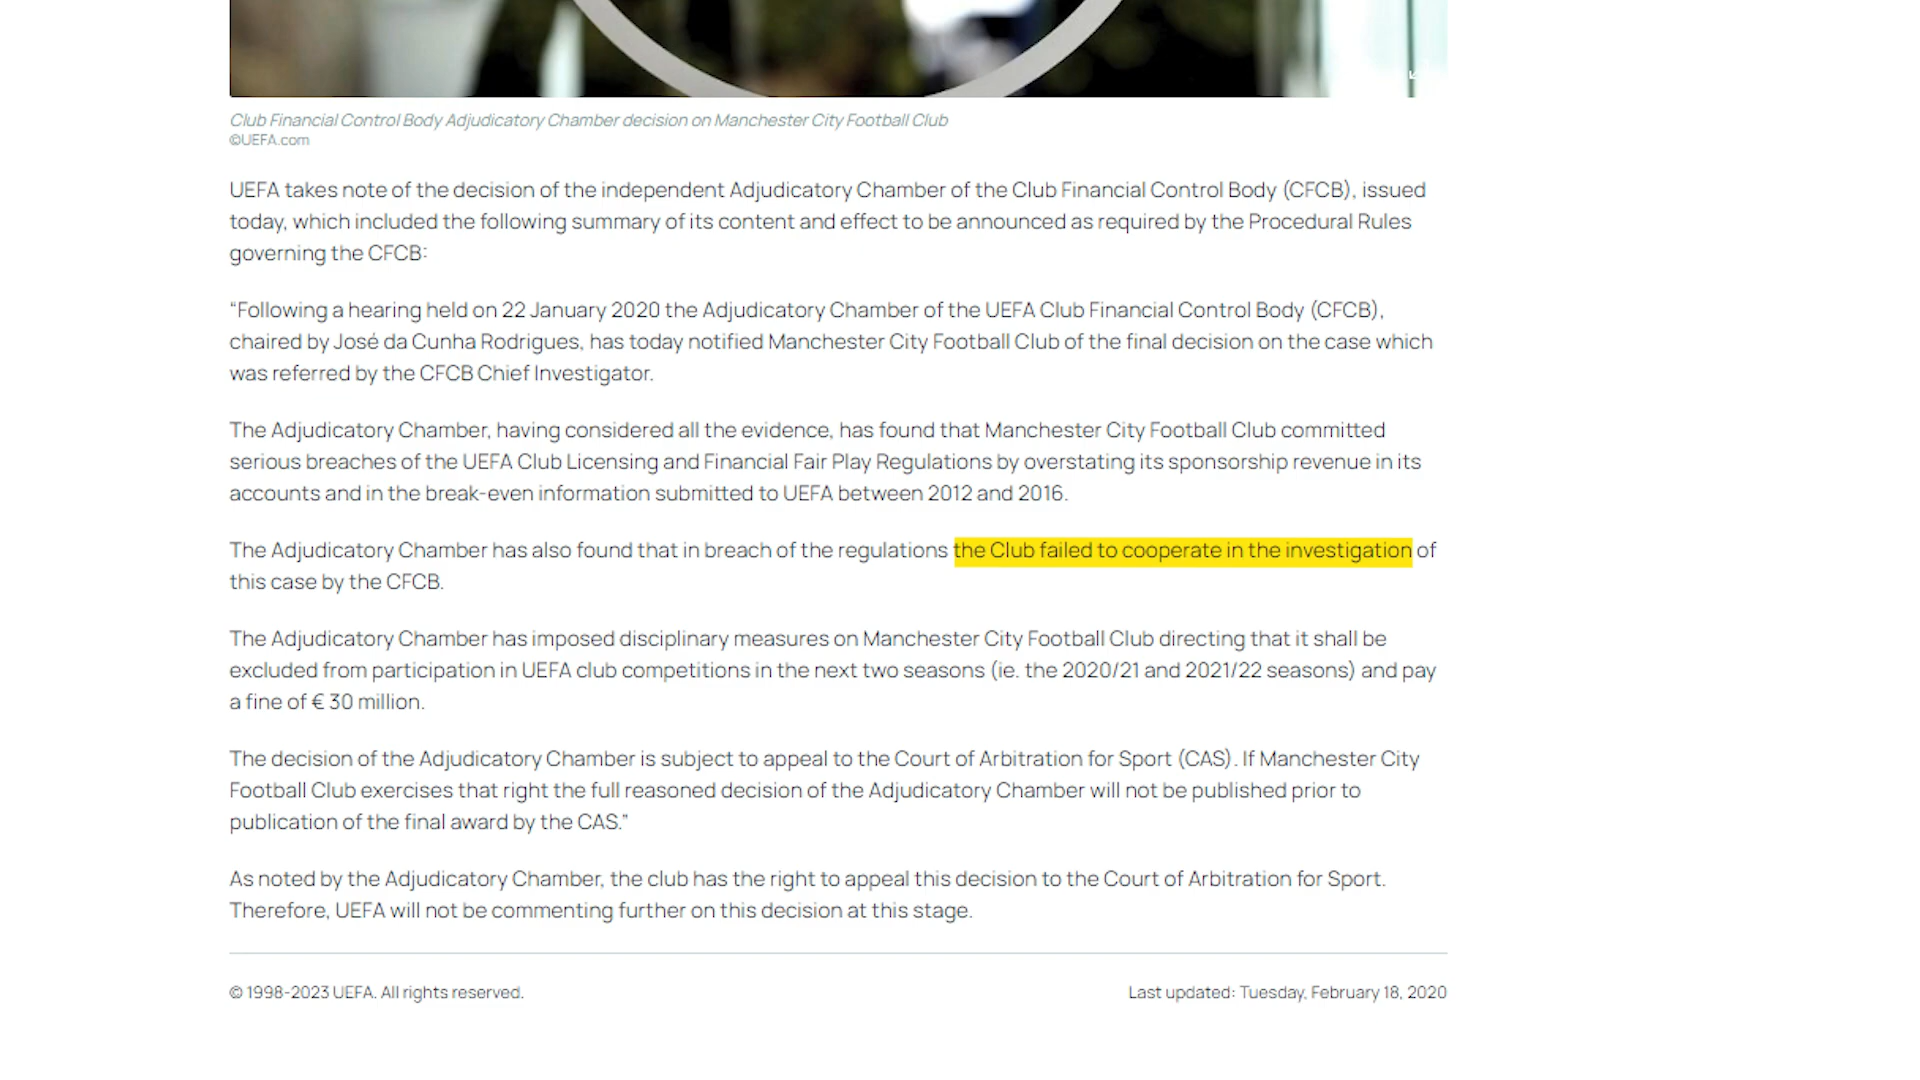 Club Financial Control Body Adjudicatory Chamber decision on Manchester City Football Club
©UEFA.com
UEFA takes note of the decision of the independent Adjudicatory Chamber of the Club Financial Control Body (CFCB), issued
today, which included the following summary of its content and effect to be announced as required by the Procedural Rules
governing the CFCB:
“Following a hearing held on 22 January 2020 the Adjudicatory Chamber of the UEFA Club Financial Control Body (CFCB),
chaired by José da Cunha Rodrigues, has today notified Manchester City Football Club of the final decision on the case which
was referred by the CFCB Chief Investigator.
The Adjudicatory Chamber, having considered all the evidence, has found that Manchester City Football Club committed
serious breaches of the UEFA Club Licensing and Financial Fair Play Regulations by overstating its sponsorship revenue in its
accounts and in the break-even information submitted to UEFA between 2012 and 2016.
The Adjudicatory Chamber has also found that in breach of the regulations the Club failed to cooperate in the investigation of
this case by the CFCB.
The Adjudicatory Chamber has imposed disciplinary measures on Manchester City Football Club directing that it shall be
excluded from participation in UEFA club competitions in the next two seasons (ie. the 2020/21 and 2021/22 seasons) and pay
a fine of € 30 million.
The decision of the Adjudicatory Chamber is subject to appeal to the Court of Arbitration for Sport (CAS). If Manchester City
Football Club exercises that right the full reasoned decision of the Adjudicatory Chamber will not be published prior to
publication of the final award by the CAS.”
As noted by the Adjudicatory Chamber, the club has the right to appeal this decision to the Court of Arbitration for Sport.
Therefore, UEFA will not be commenting further on this decision at this stage.
© 1998-2023 UEFA. All rights reserved.
Last updated: Tuesday, February 18, 2020